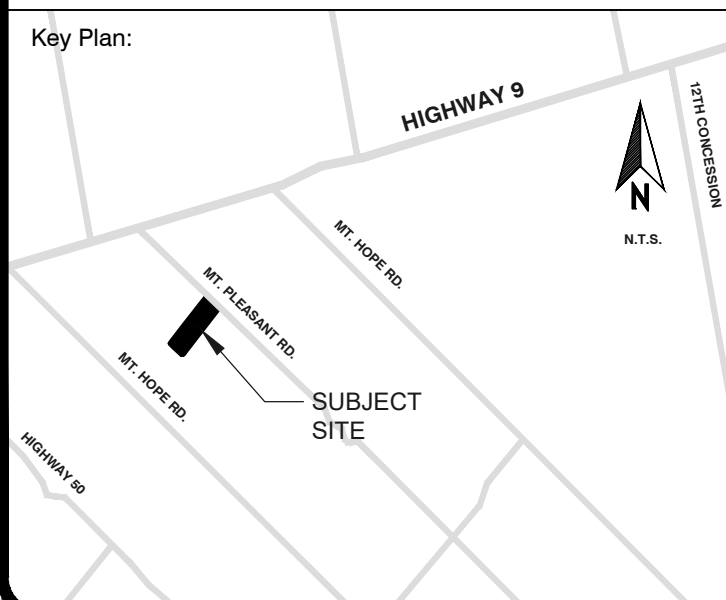 Key Plan:
HIGHWAY 9
12TH CONCESSION
N
N.T.S.
MT. HOPE RD.
MT. PLEASANT RD.
MT. HOPE RD.
SUBJECT
SITE
HIGHWAY 50